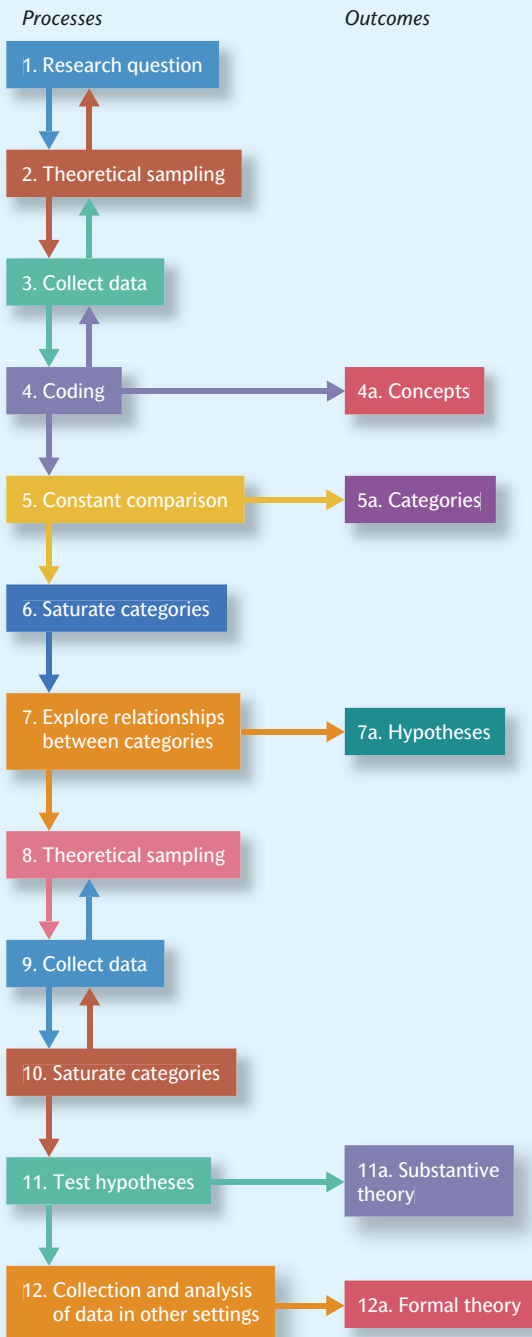 Processes Outcomes
1. Research question
2. Theoretical sampling
3. Collect data
4. Coding 4a. Concepts
5. Constant comparison 5a. Categories
6. Saturate categories
7. Explore relationships
between categories 7a. Hypotheses
8. Theoretical sampling
9. Collect data
10. Saturate categories
11. Test hypotheses 11a. Substantive
theory
12. Collection and analysis
of data in other settings 12a. Formal theory